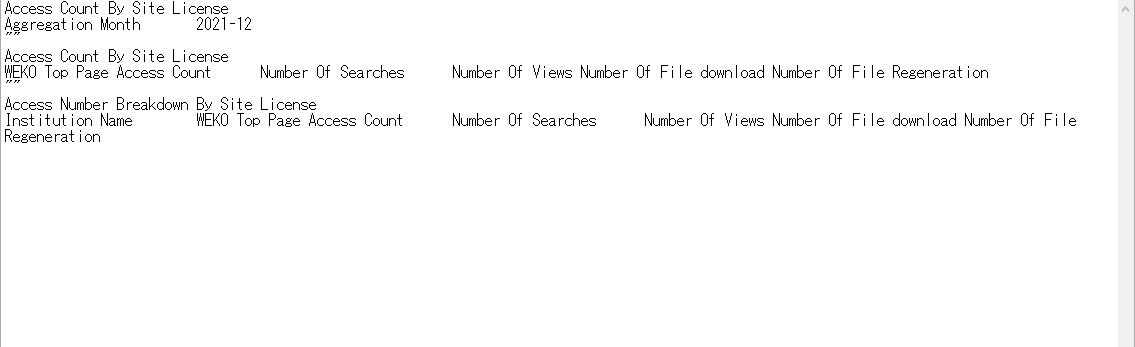 Access Count By Site License
Aggregation Month 2021-12
""
Access Count By Site License
WEKO Top Page Access Count Number Of Searches Number Of Views Number Of File download Number Of File Regeneration
""
Access Number Breakdown By Site License
Institution Name WEKO Top Page Access Count Number Of Searches Number Of Views Number Of File download Number Of File
Regeneration